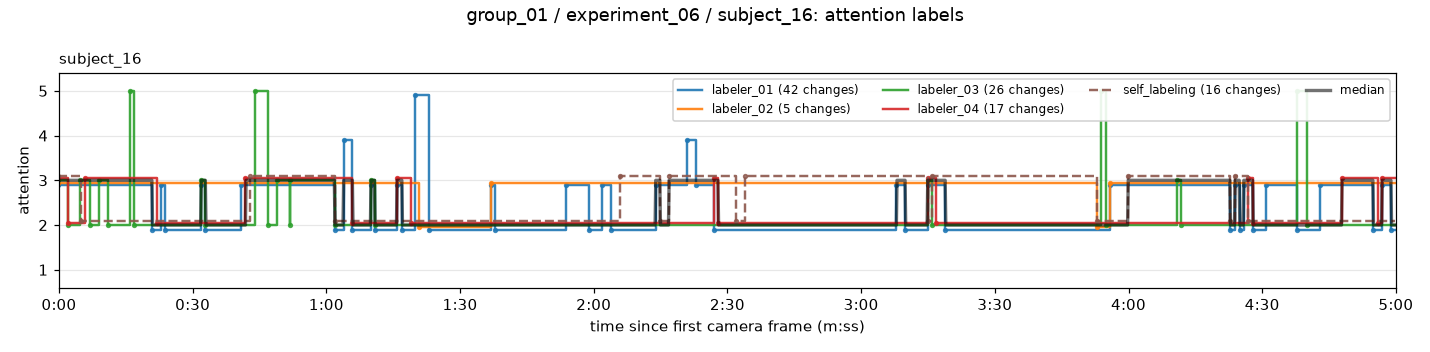 group_01 / experiment_06 / subject_16: attention labels
subject_16
labeler_01 (42 changes) labeler_03 (26 changes) self_labeling (16 changes) median
labeler_02 (5 changes) labeler_04 (17 changes)
attention
5
4
3
2
1
0:00 0:30 1:00 1:30 2:00 2:30 3:00 3:30 4:00 4:30 5:00
time since first camera frame (m:ss)